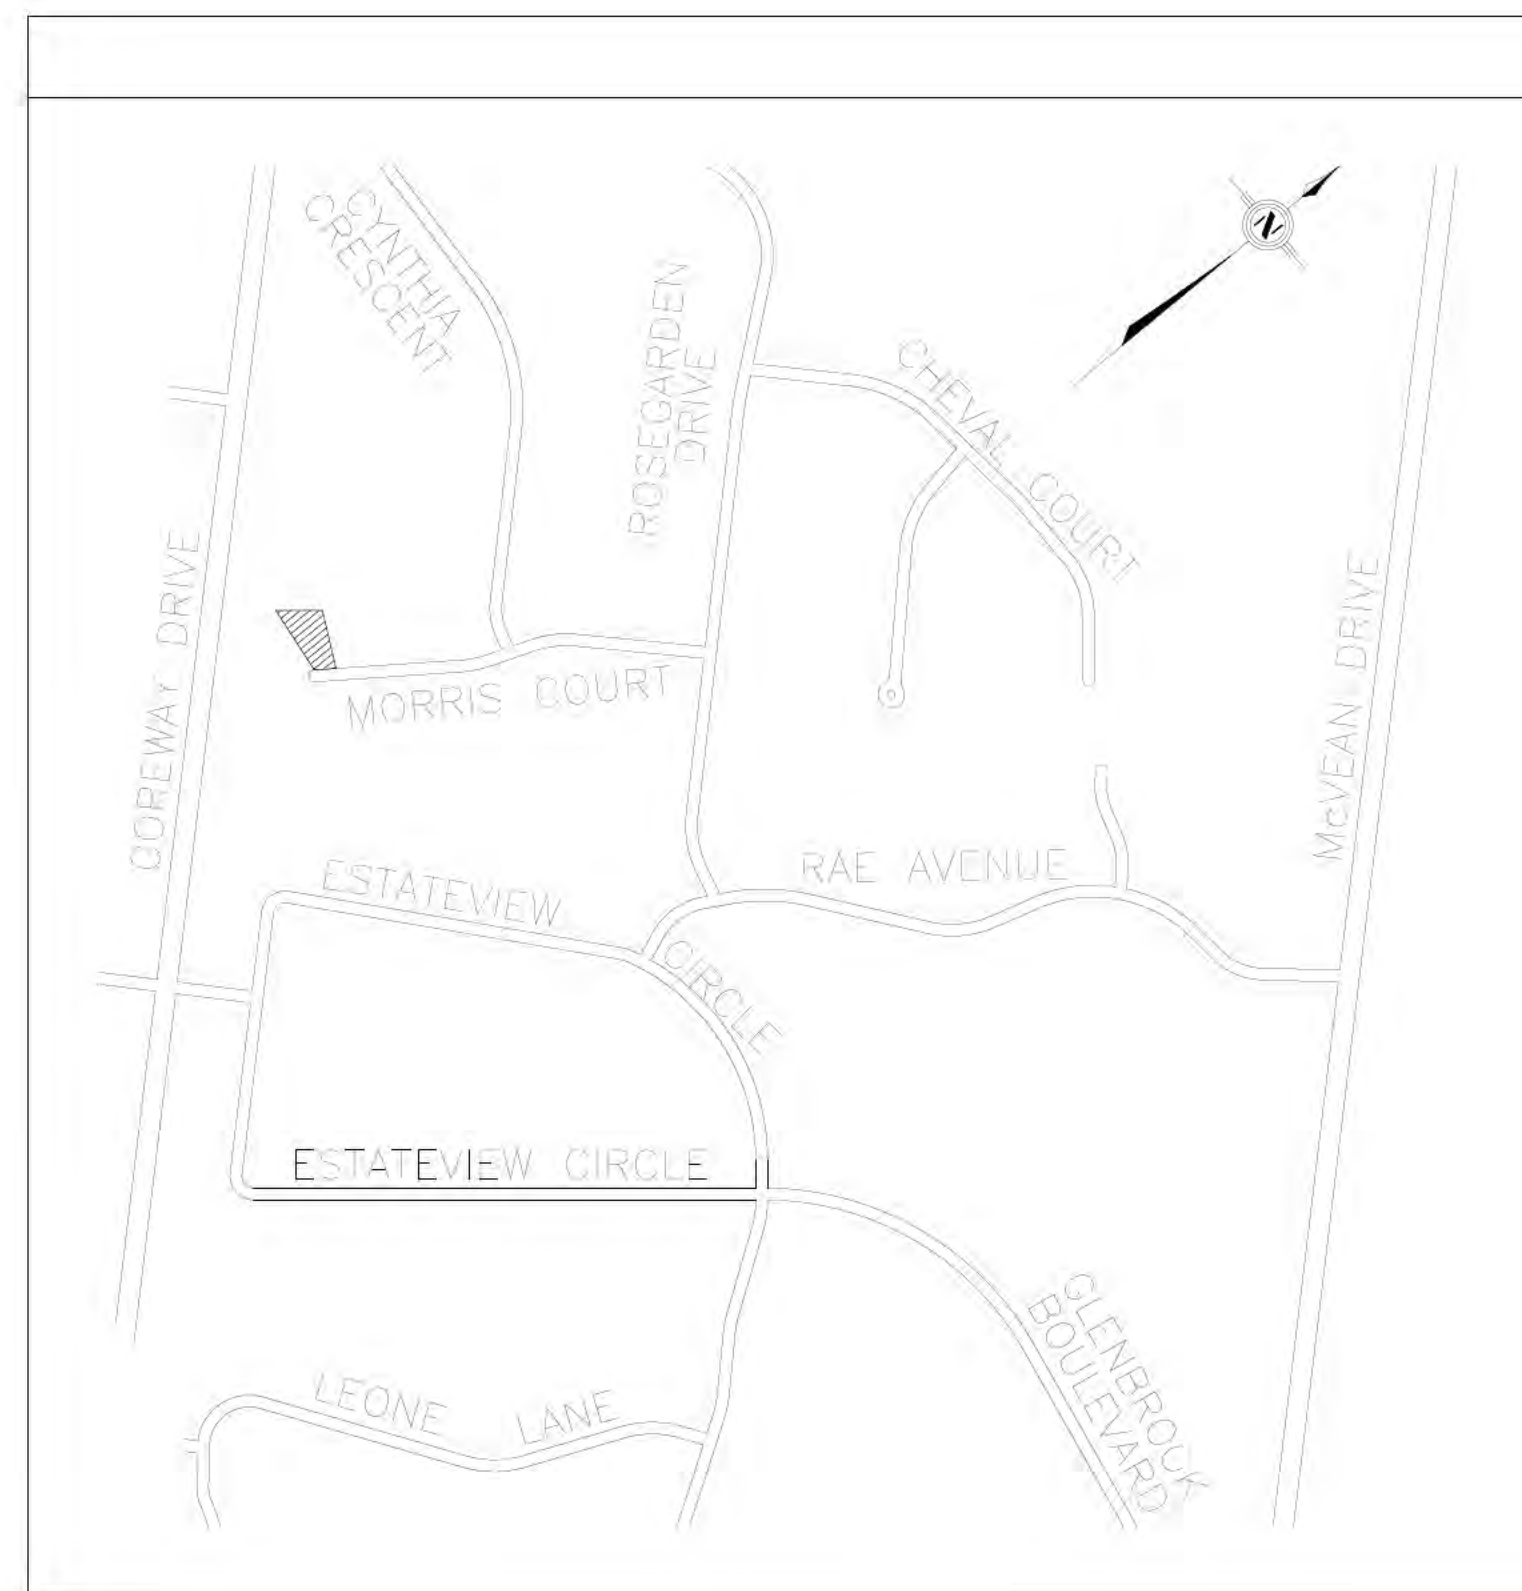 CYNTHIA
CRESCENT
ROSEGARDEN
DRIVE
N
CHEVAL COURT
GOREWAY DRIVE
McVEAN DRIVE
MORRIS COURT
RAE AVENUE
ESTATEVIEW
CIRCLE
ESTATEVIEW CIRCLE
GLENBROOK
BOULEVARD
LEONE LANE